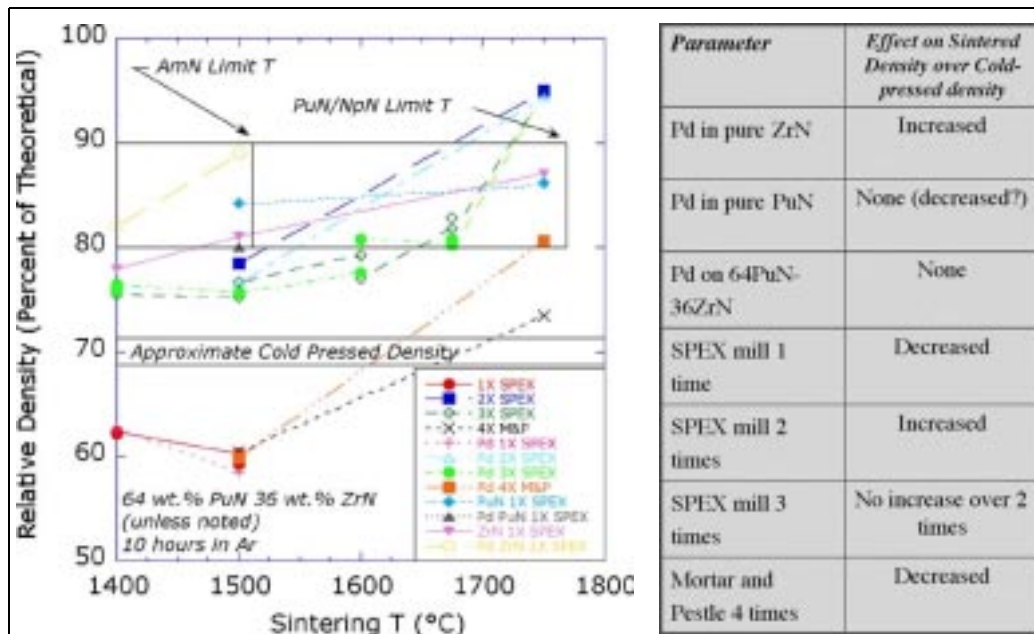 100
90
80
70
60
50
1400
1500
1600
1700
1800
Relative Density (Percent of Theoretical)
Sintering T (°C)
AmN Limit T
PuN/NpN Limit T
Approximate Cold Pressed Density
64 wt.% PuN 36 wt.% ZrN
(unless noted)
10 hours in Ar
1X SPEX
2X SPEX
3X SPEX
4X M&P
Pd 1X SPEX
Pd 2X SPEX
Pd 3X SPEX
Pd 4X M&P
PuN 1X SPEX
Pd PuN 1X SPEX
ZrN 1X SPEX
Pd ZrN 1X SPEX
Parameter
Effect on Sintered
Density over Cold-
pressed density
Pd in pure ZrN
Increased
Pd in pure PuN
None (decreased?)
Pd on 64PuN-
36ZrN
None
SPEX mill 1
time
Decreased
SPEX mill 2
times
Increased
SPEX mill 3
times
No increase over 2
times
Mortar and
Pestle 4 times
Decreased